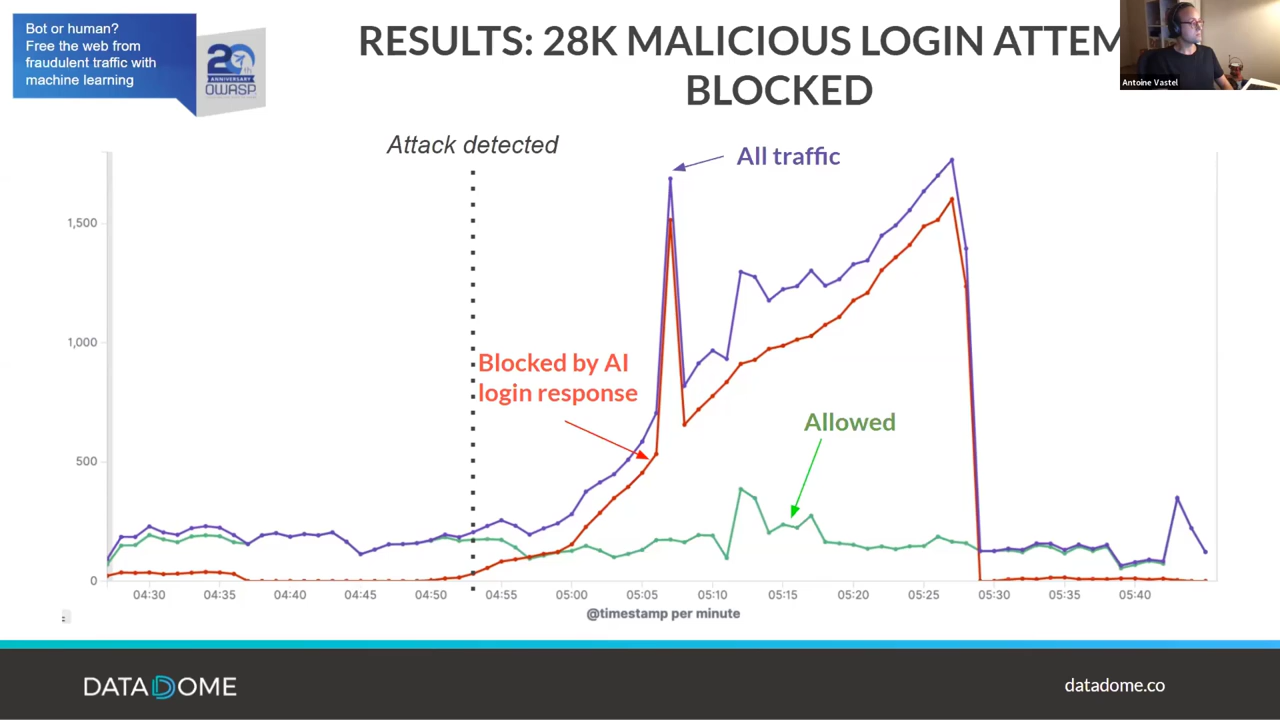 Bot or human?
Free the web from
fraudulent traffic with
machine learning
20th
ANNIVERSARY
OWASP
RESULTS: 28K MALICIOUS LOGIN ATTEM
BLOCKED
Antoine Vastel
Attack detected
All traffic
1,500
1,000
500
0
Blocked by AI
login response
Allowed
04:30 04:35 04:40 04:45 04:50 04:55 05:00 05:05 05:10 05:15 05:20 05:25 05:30 05:35 05:40
@timestamp per minute
DATADOME
datadome.co